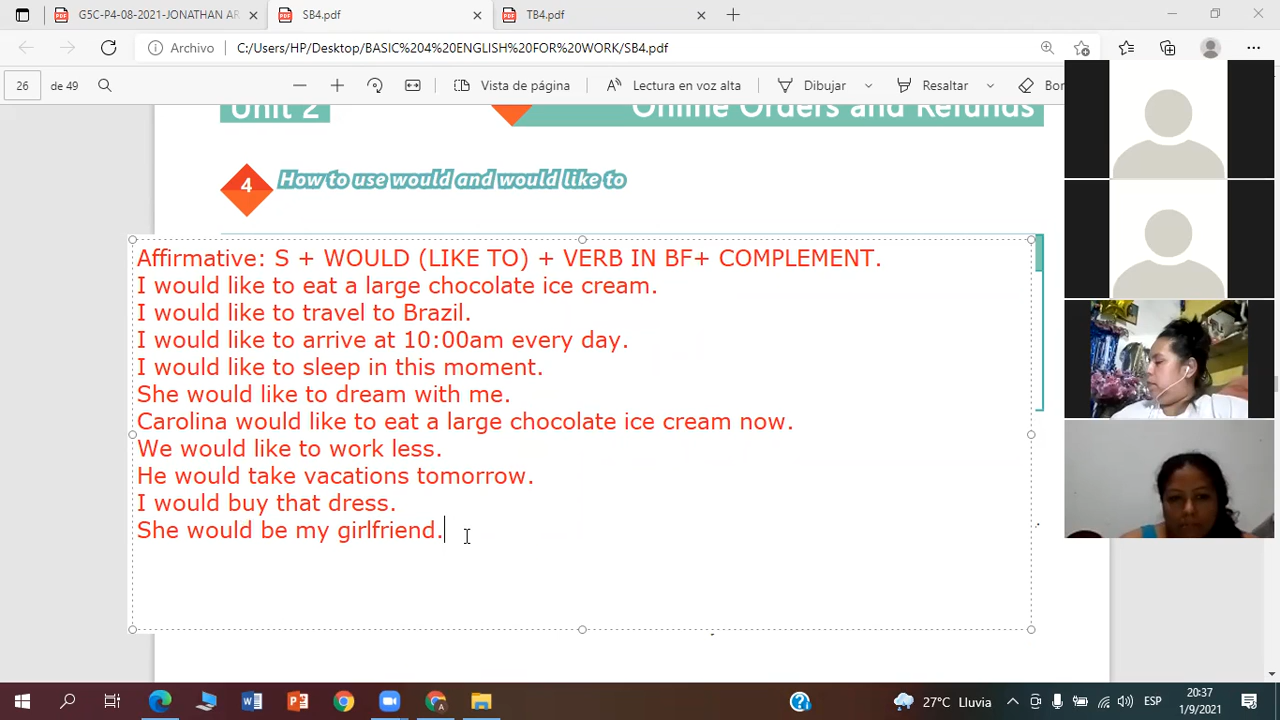 G5C-P4-08-2021-JONATHAN AR
SB4.pdf
TB4.pdf
Archivo
C:/Users/HP/Desktop/BASIC%204%20ENGLISH%20FOR%20WORK/SB4.pdf
26
de 49
Vista de página
Lectura en voz alta
Dibujar
Resaltar
Bor
Unit 2
Online Orders and Refunds
4
How to use would and would like to
Affirmative: S + WOULD (LIKE TO) + VERB IN BF+ COMPLEMENT.
I would like to eat a large chocolate ice cream.
I would like to travel to Brazil.
I would like to arrive at 10:00am every day.
I would like to sleep in this moment.
She would like to dream with me.
Carolina would like to eat a large chocolate ice cream now.
We would like to work less.
He would take vacations tomorrow.
I would buy that dress.
She would be my girlfriend.
27°C Lluvia
ESP
20:37
1/9/2021